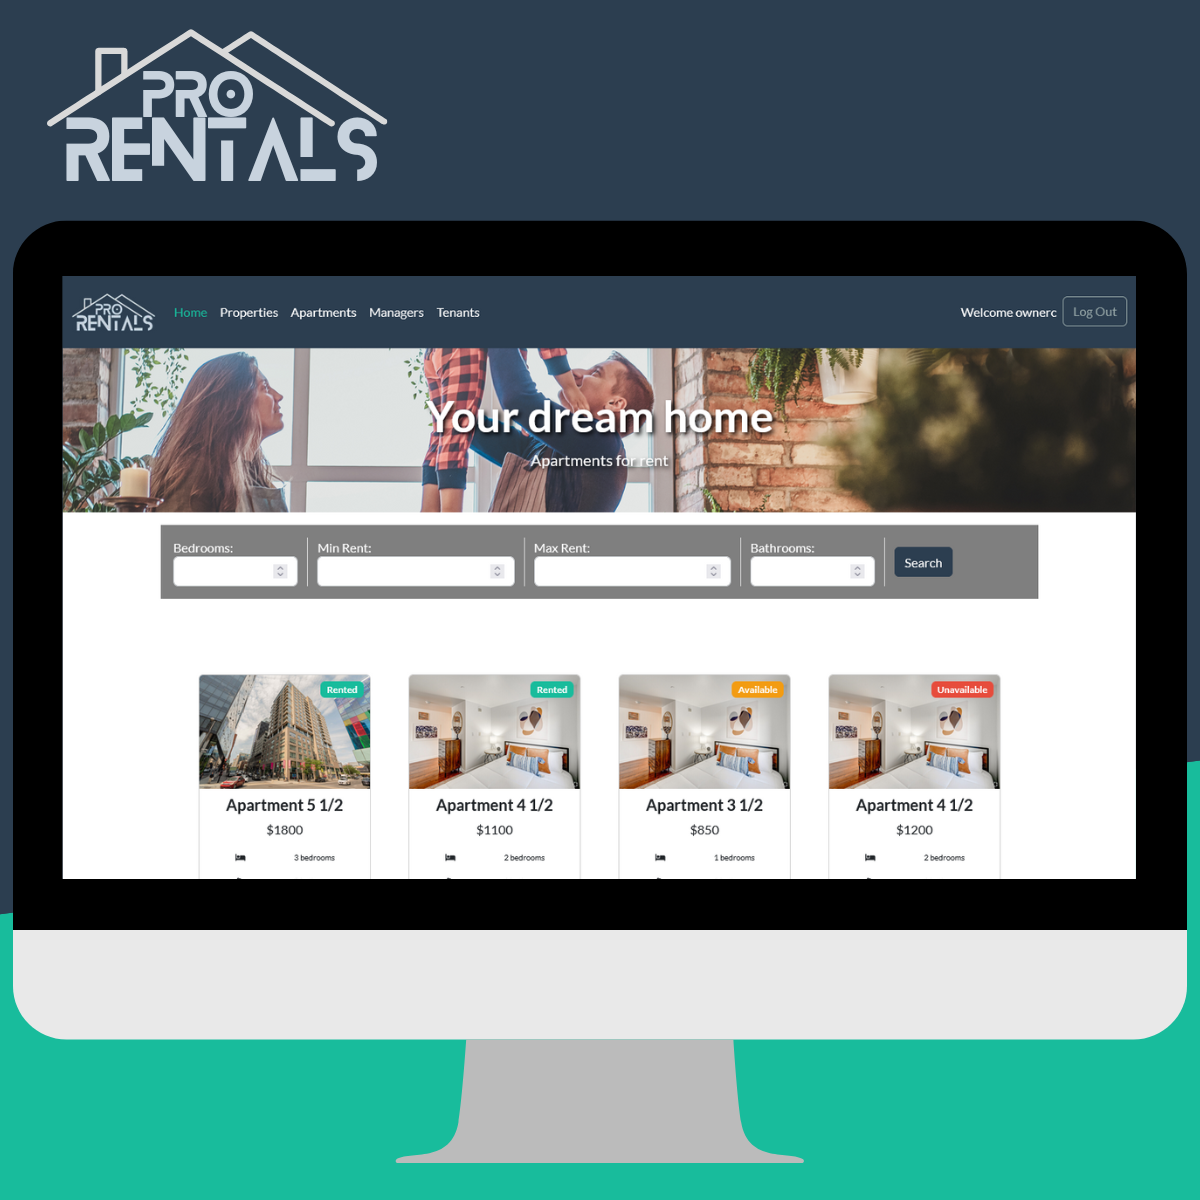 PRO
RENTALS
PRO
RENTALS
Home Properties Apartments Managers Tenants Welcome ownerc Log Out
Your dream home
Apartments for rent
Bedrooms: Min Rent: Max Rent: Bathrooms:
Search
Rented Rented Available Unavailable
Apartment 5 1/2 Apartment 4 1/2 Apartment 3 1/2 Apartment 4 1/2
$1800 $1100 $850 $1200
3 bedrooms 2 bedrooms 1 bedrooms 2 bedrooms